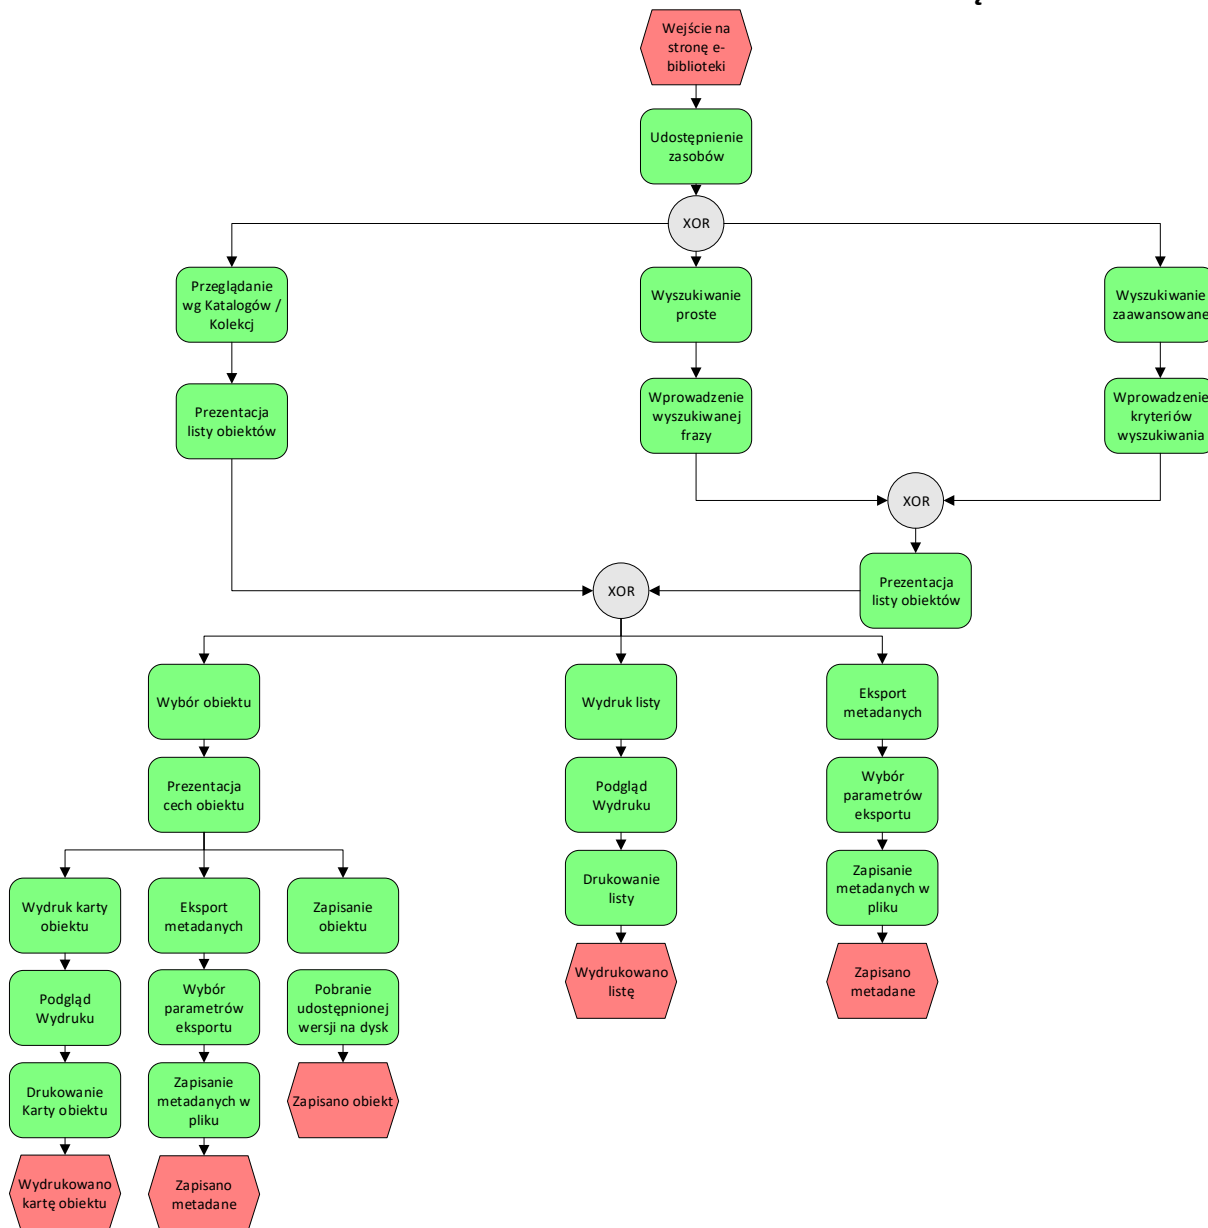 Wejście na
stronę e-
biblioteki
Udostępnienie
zasobów
XOR
Przeglądanie
wg Katalogów /
Kolekcj
Wyszukiwanie
proste
Wyszukiwanie
zaawansowane
Prezentacja
listy obiektów
Wprowadzenie
wyszukiwanej
frazy
Wprowadzenie
kryteriów
wyszukiwania
XOR
Prezentacja
listy obiektów
XOR
Wybór obiektu
Wydruk listy
Eksport
metadanych
Prezentacja
cech obiektu
Podgląd
Wydruku
Wybór
parametrów
eksportu
Wydruk karty
obiektu
Eksport
metadanych
Zapisanie
obiektu
Drukowanie
listy
Zapisanie
metadanych w
pliku
Podgląd
Wydruku
Wybór
parametrów
eksportu
Pobranie
udostępnionej
wersji na dysk
Wydrukowano
listę
Zapisano
metadane
Drukowanie
Karty obiektu
Zapisanie
metadanych w
pliku
Zapisano obiekt
Wydrukowano
kartę obiektu
Zapisano
metadane